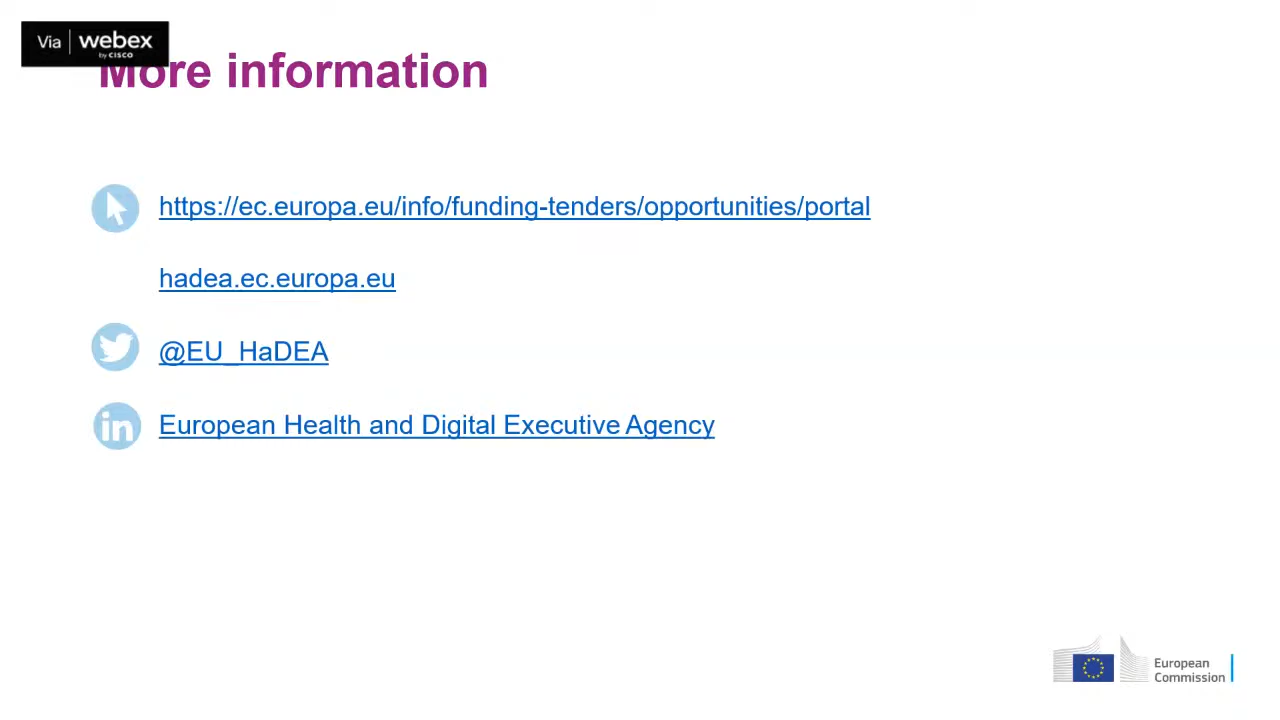 Via webex
by CISCO
More information
https://ec.europa.eu/info/funding-tenders/opportunities/portal
hadea.ec.europa.eu
@EU_HaDEA
in European Health and Digital Executive Agency
European
Commission